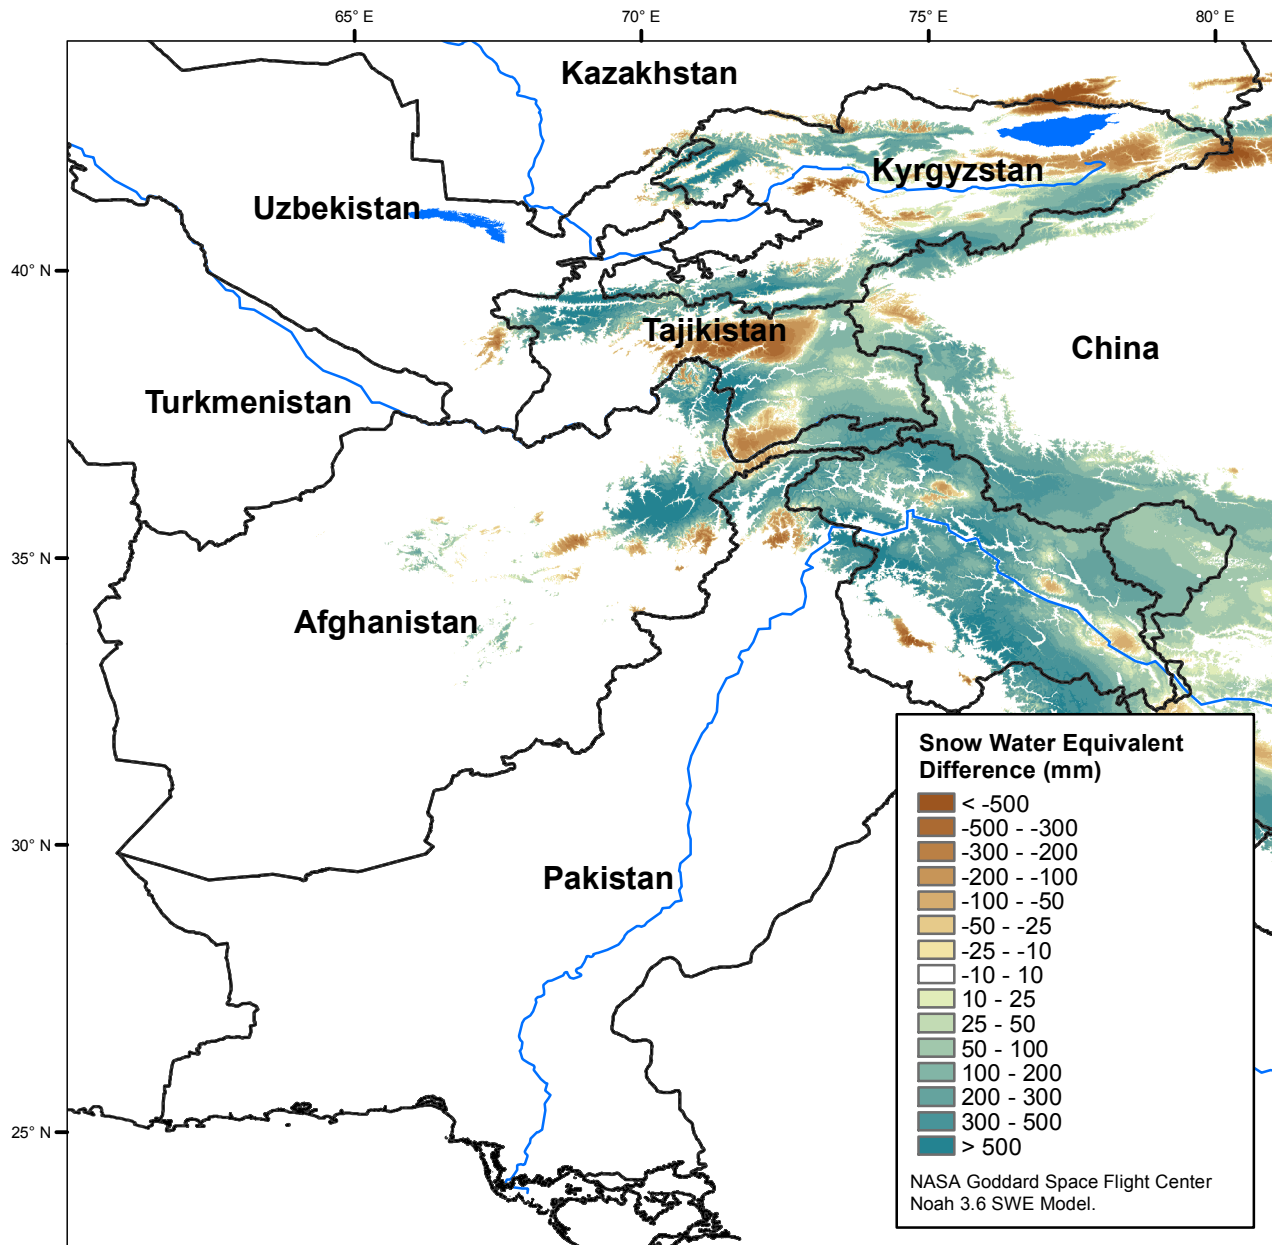 65° E
70° E
75° E
80° E
Kazakhstan
Kyrgyzstan
Uzbekistan
40° N
Tajikistan
China
Turkmenistan
35° N
Afghanistan
Snow Water Equivalent
Difference (mm)
< -500
-500 - -300
-300 - -200
-200 - -100
-100 - -50
-50 - -25
-25 - -10
-10 - 10
10 - 25
25 - 50
50 - 100
100 - 200
200 - 300
300 - 500
> 500
NASA Goddard Space Flight Center
Noah 3.6 SWE Model.
30° N
Pakistan
25° N